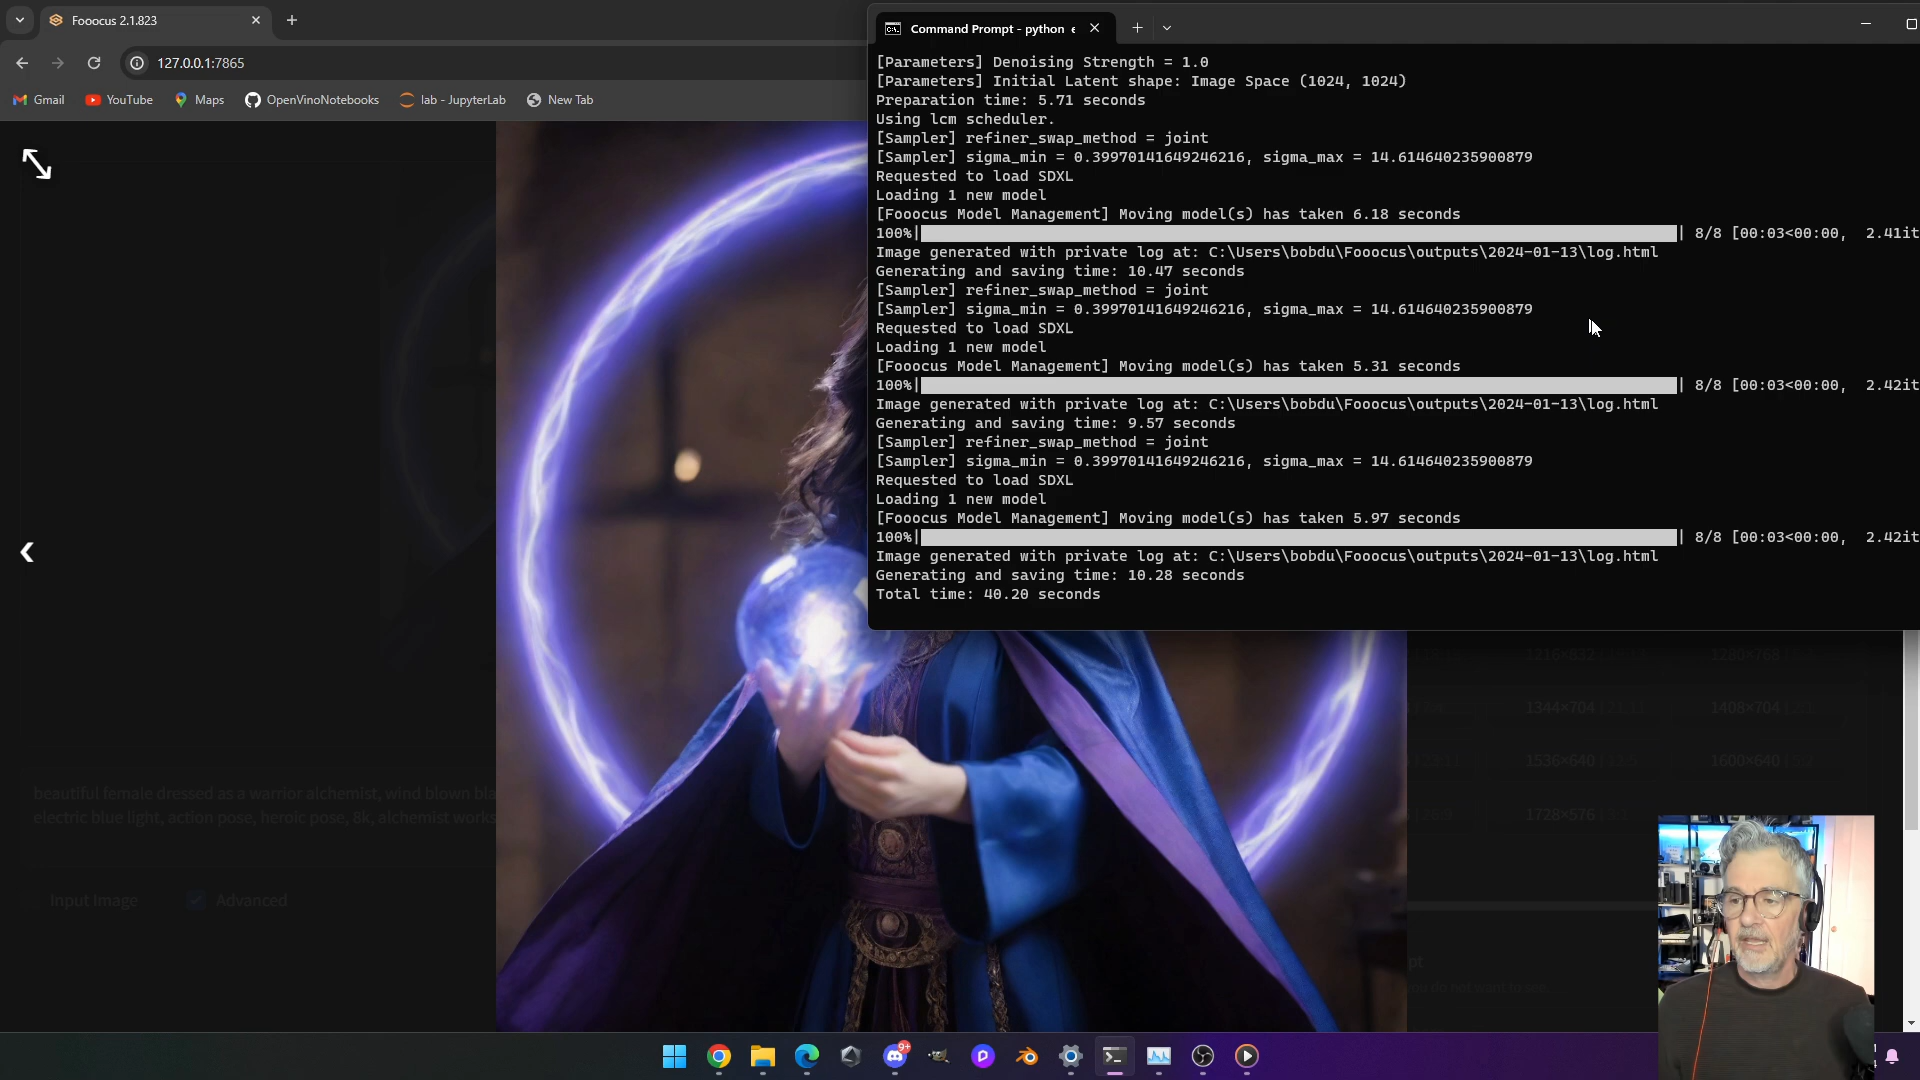 Fooocus 2.1.823
127.0.0.1:7865
Gmail
YouTube
Maps
OpenVinoNotebooks
lab - JupyterLab
New Tab
Command Prompt - python e
[Parameters] Denoising Strength = 1.0
[Parameters] Initial Latent shape: Image Space (1024, 1024)
Preparation time: 5.71 seconds
Using lcm scheduler.
[Sampler] refiner_swap_method = joint
[Sampler] sigma_min = 0.39970141649246216, sigma_max = 14.614640235900879
Requested to load SDXL
Loading 1 new model
[Fooocus Model Management] Moving model(s) has taken 6.18 seconds
100%| | 8/8 [00:03<00:00, 2.41it
Image generated with private log at: C:\Users\bobdu\Fooocus\outputs\2024-01-13\log.html
Generating and saving time: 10.47 seconds
[Sampler] refiner_swap_method = joint
[Sampler] sigma_min = 0.39970141649246216, sigma_max = 14.614640235900879
Requested to load SDXL
Loading 1 new model
[Fooocus Model Management] Moving model(s) has taken 5.31 seconds
100%| | 8/8 [00:03<00:00, 2.42it
Image generated with private log at: C:\Users\bobdu\Fooocus\outputs\2024-01-13\log.html
Generating and saving time: 9.57 seconds
[Sampler] refiner_swap_method = joint
[Sampler] sigma_min = 0.39970141649246216, sigma_max = 14.614640235900879
Requested to load SDXL
Loading 1 new model
[Fooocus Model Management] Moving model(s) has taken 5.97 seconds
100%| | 8/8 [00:03<00:00, 2.42it
Image generated with private log at: C:\Users\bobdu\Fooocus\outputs\2024-01-13\log.html
Generating and saving time: 10.28 seconds
Total time: 40.20 seconds
1216×832 1280×768
1344×704 1408×704
1536×640 1600×640
1728×576
beautiful female dressed as a warrior alchemist, wind blown bla
electric blue light, action pose, heroic pose, 8k, alchemist works
Input Image
Advanced
9+